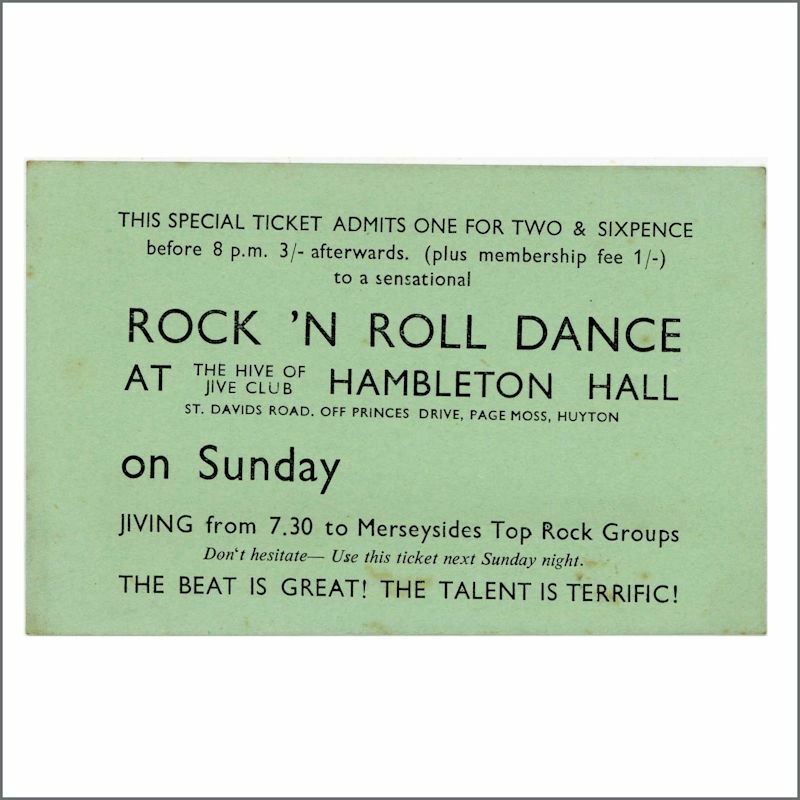 THIS SPECIAL TICKET ADMITS ONE FOR TWO & SIXPENCE
before 8 p.m. 3/- afterwards. (plus membership fee 1/-)
to a sensational
ROCK 'N ROLL DANCE
AT THE HIVE OF JIVE CLUB HAMBLETON HALL
ST. DAVIDS ROAD. OFF PRINCES DRIVE, PAGE MOSS, HUYTON
on Sunday
JIVING from 7.30 to Merseysides Top Rock Groups
Don‘t hesitate— Use this ticket next Sunday night.
THE BEAT IS GREAT! THE TALENT IS TERRIFIC!